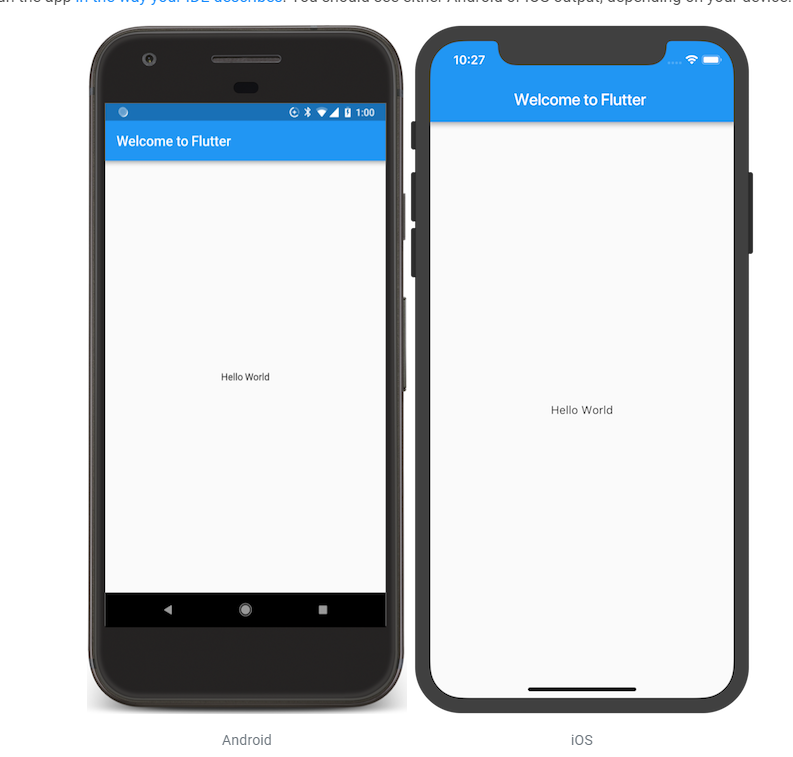 run the app in the way your IDE describes. You should see either Android or iOS output, depending on your device.
1:00
Welcome to Flutter
Hello World
Android
10:27
Welcome to Flutter
Hello World
iOS